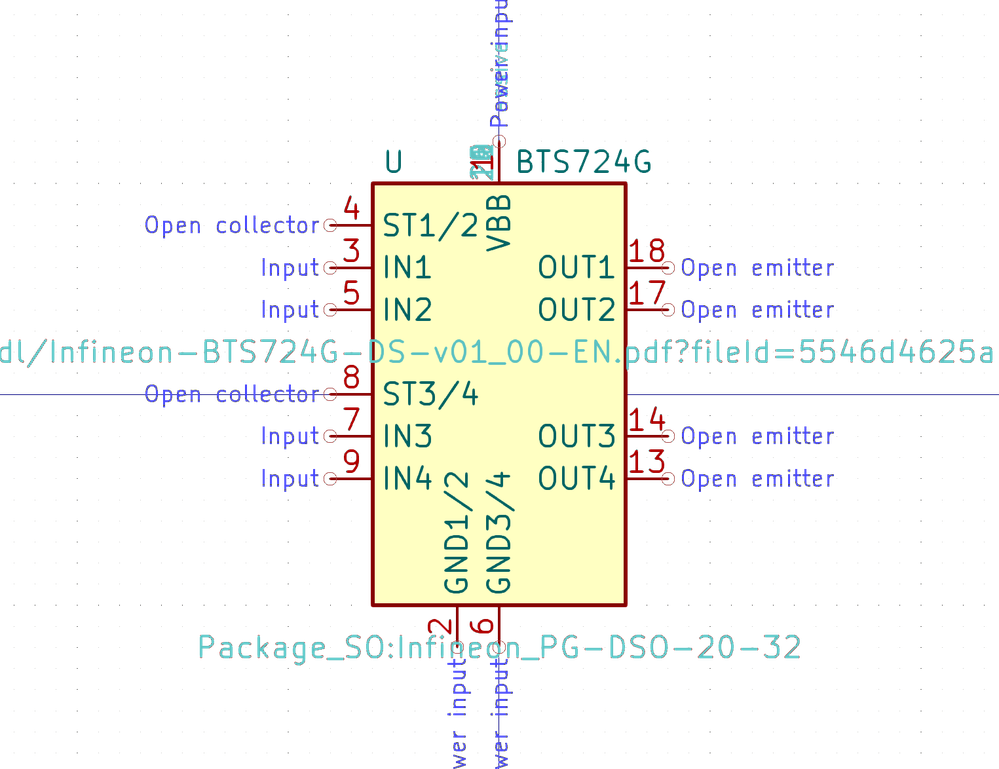 Power input
U
BTS724G
1
VBB
Open collector
4
ST1/2
Input
3
IN1
OUT1
18
Open emitter
Input
5
IN2
OUT2
17
Open emitter
dl/Infineon-BTS724G-DS-v01_00-EN.pdf?fileId=5546d4625a
Open collector
8
ST3/4
Input
7
IN3
OUT3
14
Open emitter
Input
9
IN4
OUT4
13
Open emitter
GND1/2
GND3/4
2
6
Package_SO:Infineon_PG-DSO-20-32
wer input
wer input